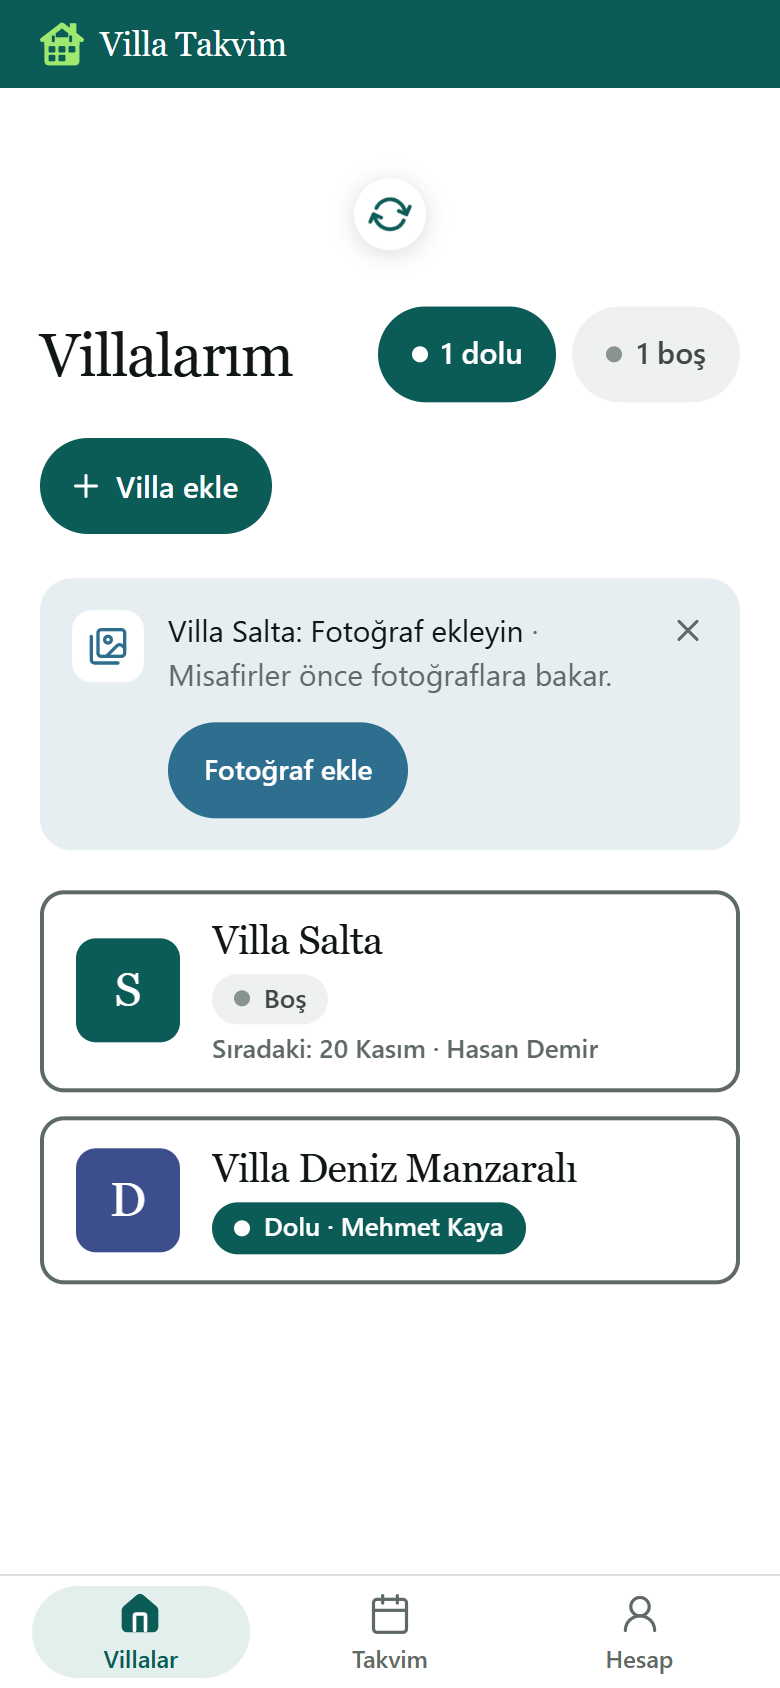 Villa Takvim
Villalarım
1 dolu
1 boş
+ Villa ekle
Villa Salta: Fotoğraf ekleyin ·
Misafirler önce fotoğraflara bakar.
Fotoğraf ekle
S
Villa Salta
Boş
Sıradaki: 20 Kasım · Hasan Demir
D
Villa Deniz Manzaralı
Dolu · Mehmet Kaya
Villalar
Takvim
Hesap